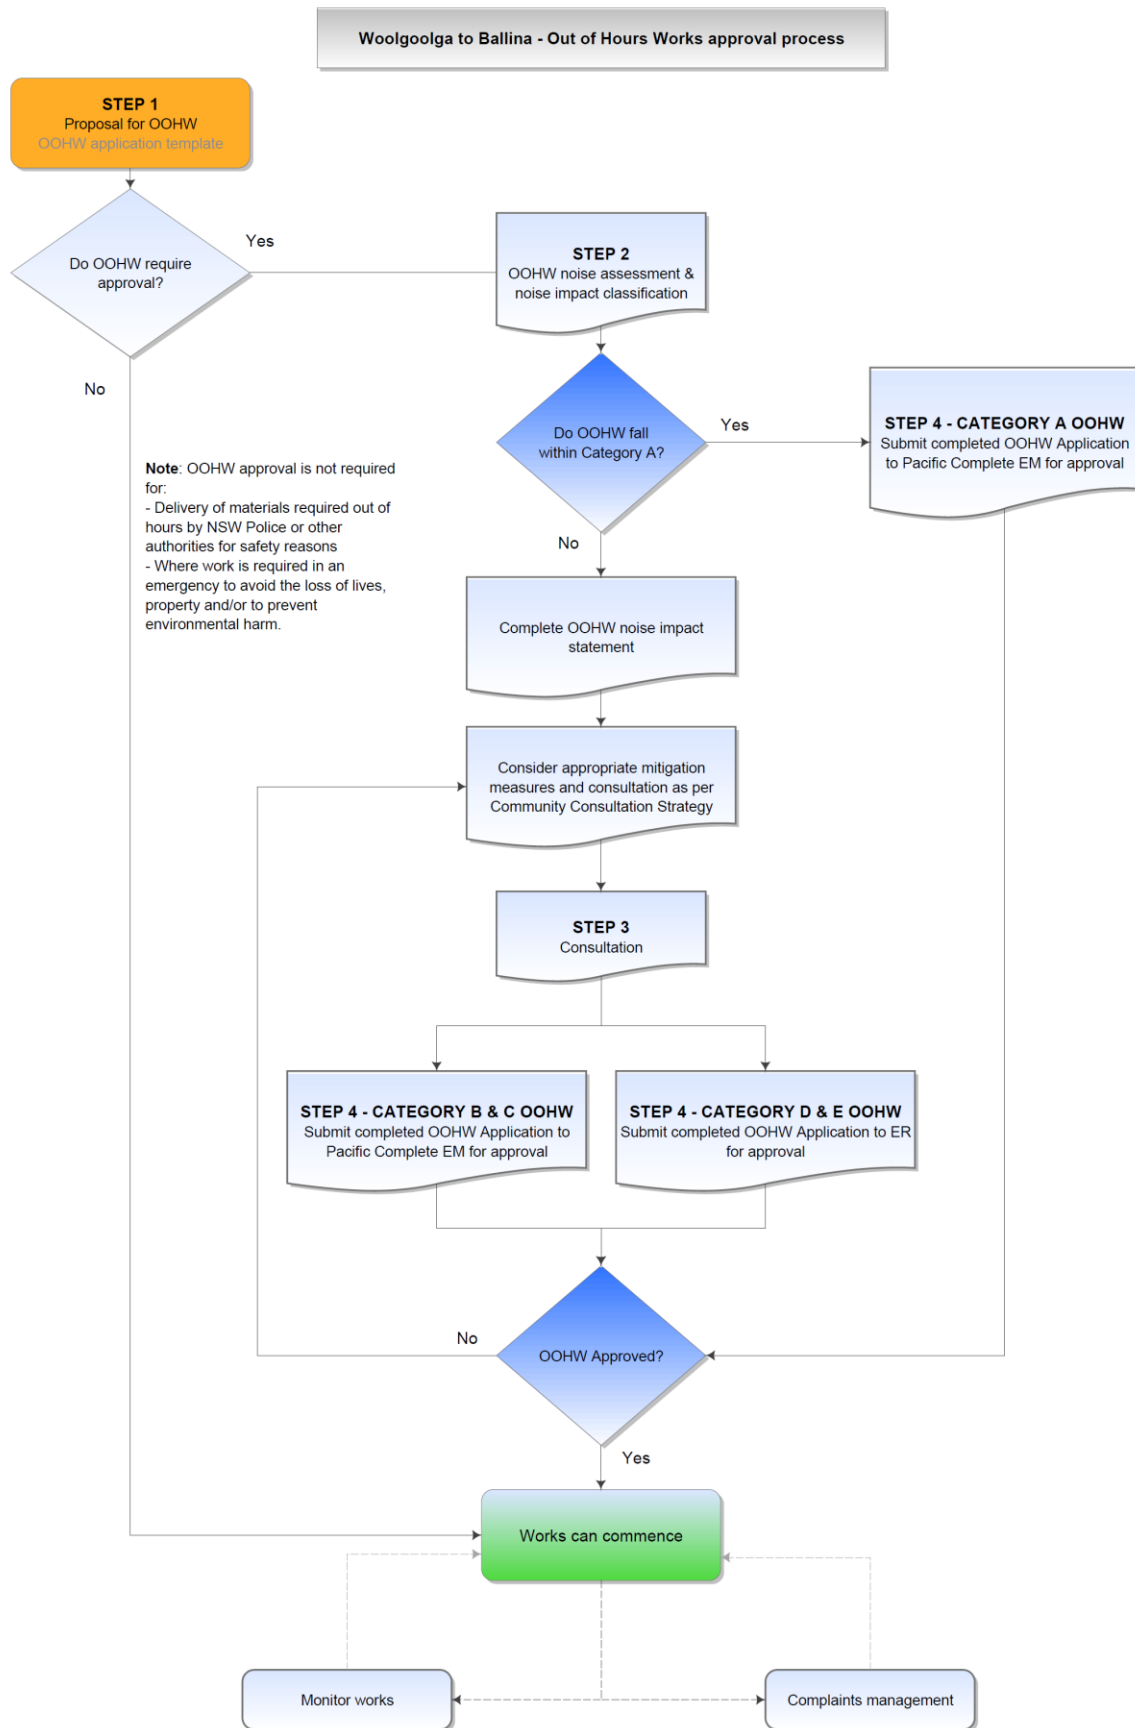 Woolgoolga to Ballina - Out of Hours Works approval process
STEP 1
Proposal for OOHW
OOHW application template
Do OOHW require
approval?
Yes
No
STEP 2
OOHW noise assessment &
noise impact classification
Do OOHW fall
within Category A?
Yes
No
STEP 4 - CATEGORY A OOHW
Submit completed OOHW Application
to Pacific Complete EM for approval
Note: OOHW approval is not required
for:
- Delivery of materials required out of
hours by NSW Police or other
authorities for safety reasons
- Where work is required in an
emergency to avoid the loss of lives,
property and/or to prevent
environmental harm.
Complete OOHW noise impact
statement
Consider appropriate mitigation
measures and consultation as per
Community Consultation Strategy
STEP 3
Consultation
STEP 4 - CATEGORY B & C OOHW
Submit completed OOHW Application to
Pacific Complete EM for approval
STEP 4 - CATEGORY D & E OOHW
Submit completed OOHW Application to ER
for approval
OOHW Approved?
No
Yes
Works can commence
Monitor works
Complaints management